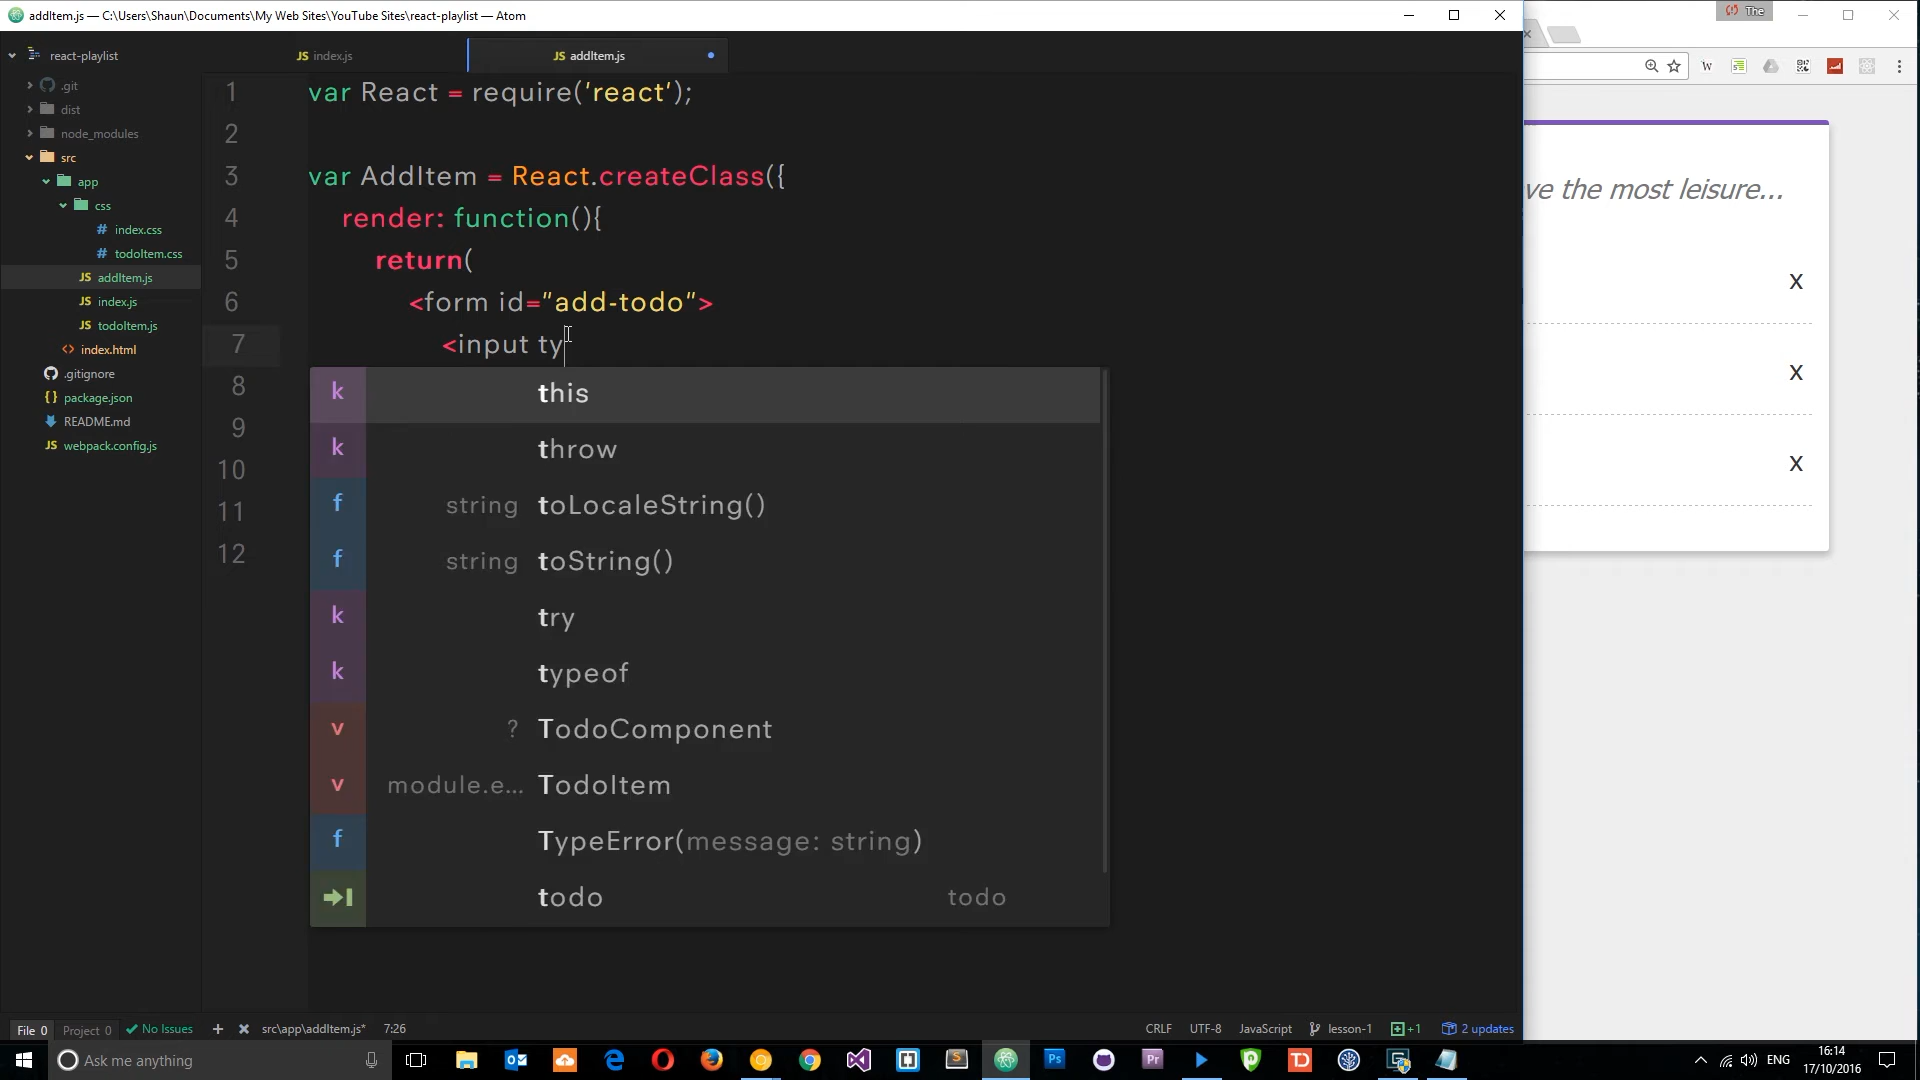 addItem.js — C:\Users\Shaun\Documents\My Web Sites\YouTube Sites\react-playlist — Atom
The
react-playlist
index.js
addItem.js
W
.git
dist
node_modules
src
app
css
index.css
todoItem.css
addItem.js
index.js
todoItem.js
index.html
.gitignore
package.json
README.md
webpack.config.js
1 var React = require('react');
2
3 var AddItem = React.createClass({
4 render: function(){
5 return(
6 <form id="add-todo">
7 <input ty
8
9
10
11
12
k this
k throw
f string toLocaleString()
f string toString()
k try
k typeof
v ? TodoComponent
v module.e... TodoItem
f TypeError(message: string)
todo todo
ve the most leisure...
x
x
x
File 0 Project 0 No Issues + src\app\addItem.js* 7:26
CRLF UTF-8 JavaScript lesson-1 +1 2 updates
Ask me anything
Ps
Pr
TD
ENG
16:14
17/10/2016